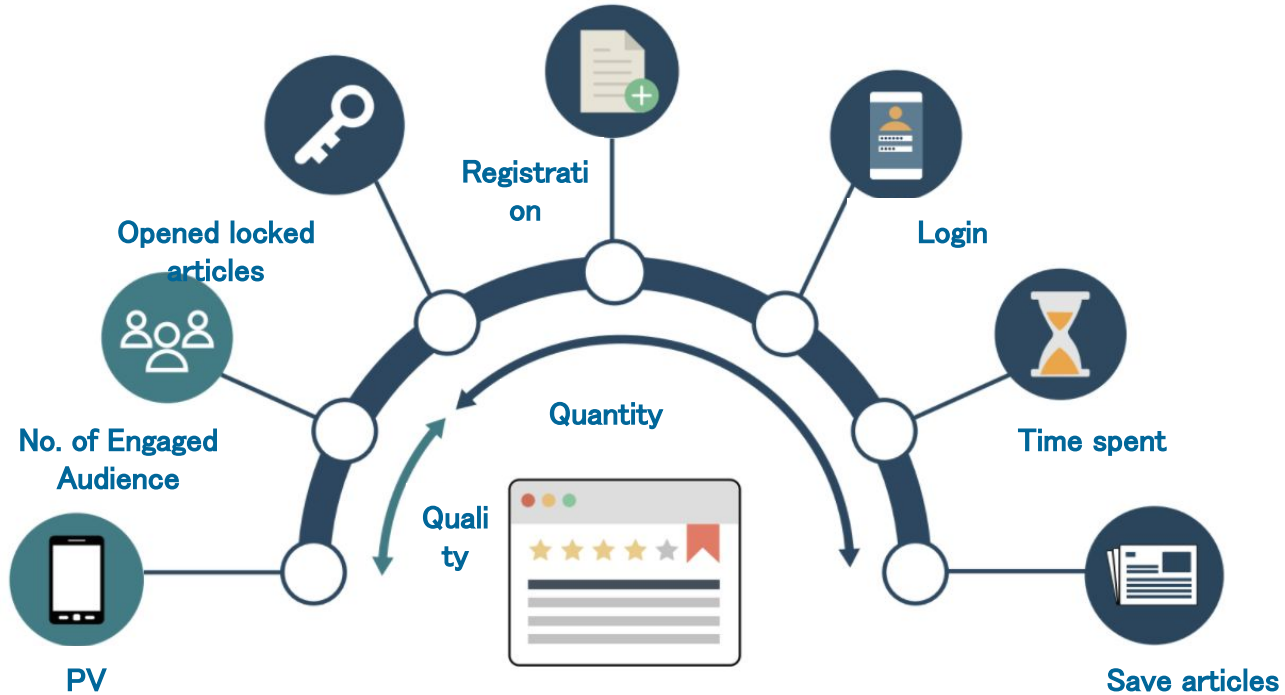 Registrati
on
Opened locked
articles
Login
Quantity
No. of Engaged
Audience
Time spent
Quali
ty
PV
Save articles